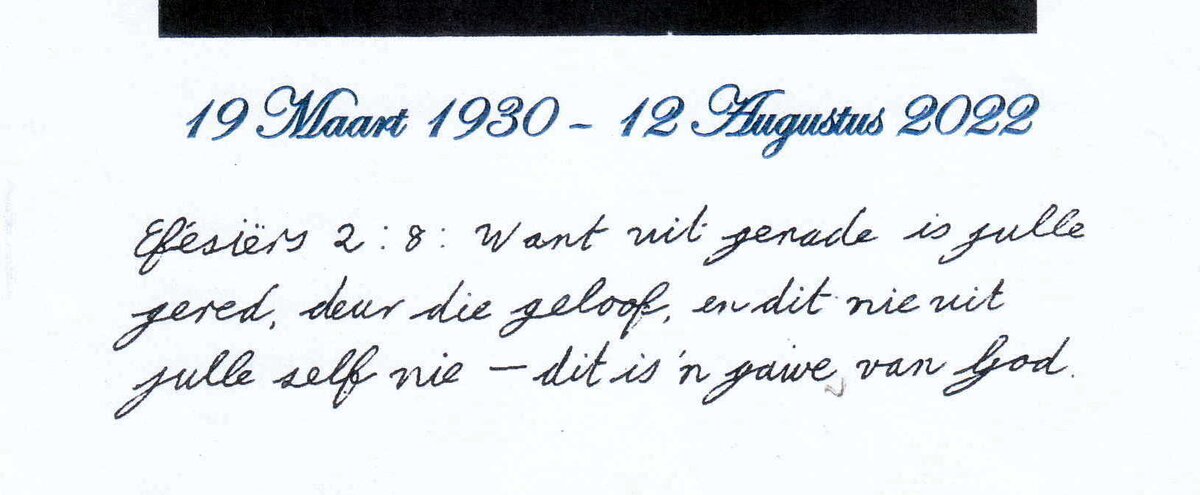 19 Maart 1930 - 12 Augustus 2022
Efésiërs 2:8: Want uit genade is julle
gered, deur die geloof, en dit nie uit
julle self nie — dit is 'n gawe van God.